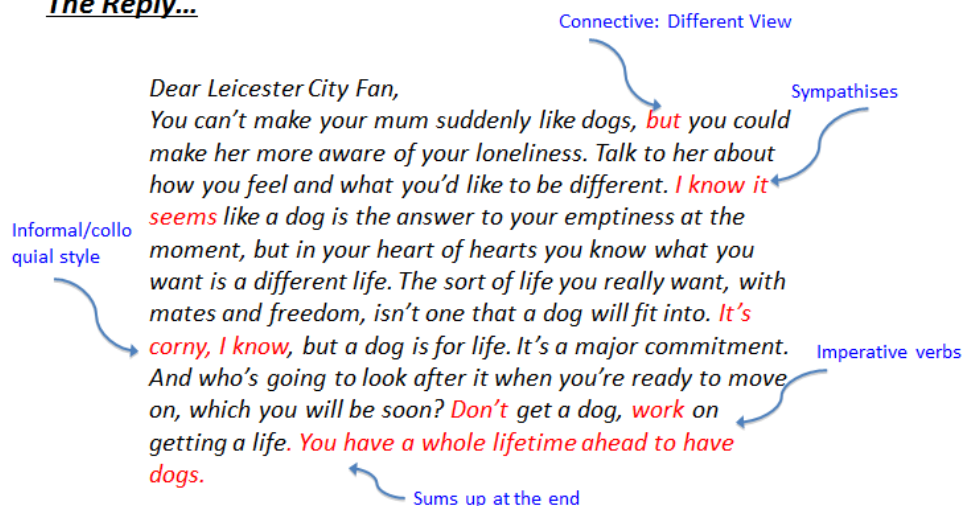 The Reply...
Connective: Different View
Sympathises
Dear Leicester City Fan,
You can't make your mum suddenly like dogs, but you could
make her more aware of your loneliness. Talk to her about
how you feel and what you'd like to be different. I know it
seems like a dog is the answer to your emptiness at the
moment, but in your heart of hearts you know what you
want is a different life. The sort of life you really want, with
mates and freedom, isn't one that a dog will fit into. It's
corny, I know, but a dog is for life. It's a major commitment.
And who's going to look after it when you're ready to move
on, which you will be soon? Don't get a dog, work on
getting a life. You have a whole lifetime ahead to have
dogs.
Informal/collo
quial style
Imperative verbs
Sums up at the end